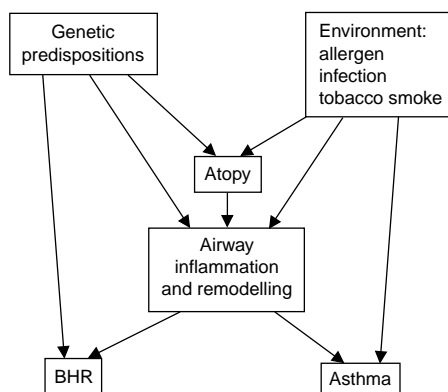 Genetic
predispositions
Environment:
allergen
infection
tobacco smoke
Atopy
Airway
inflammation
and remodelling
BHR
Asthma